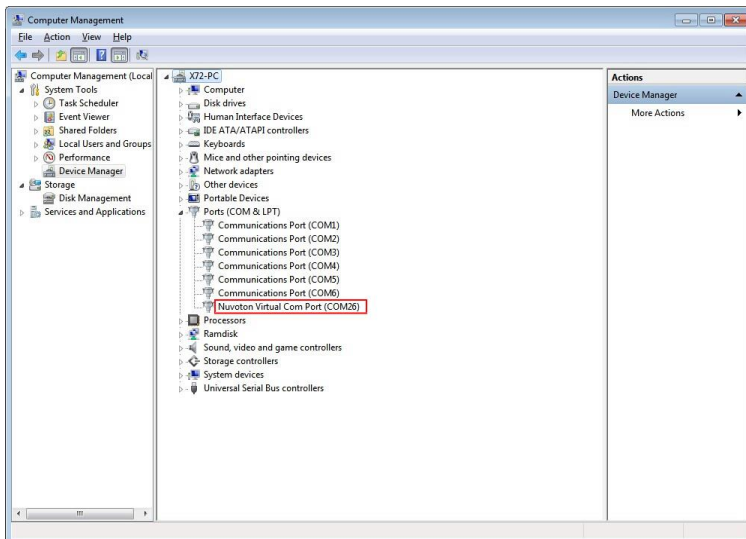 Computer Management
File Action View Help
Computer Management (Local
System Tools
Task Scheduler
Event Viewer
Shared Folders
Local Users and Groups
Performance
Device Manager
Storage
Disk Management
Services and Applications
X72-PC
Computer
Disk drives
Human Interface Devices
IDE ATA/ATAPI controllers
Keyboards
Mice and other pointing devices
Network adapters
Other devices
Portable Devices
Ports (COM & LPT)
Communications Port (COM1)
Communications Port (COM2)
Communications Port (COM3)
Communications Port (COM4)
Communications Port (COM5)
Communications Port (COM6)
Nuvoton Virtual Com Port (COM26)
Processors
Ramdisk
Sound, video and game controllers
Storage controllers
System devices
Universal Serial Bus controllers
Actions
Device Manager
More Actions